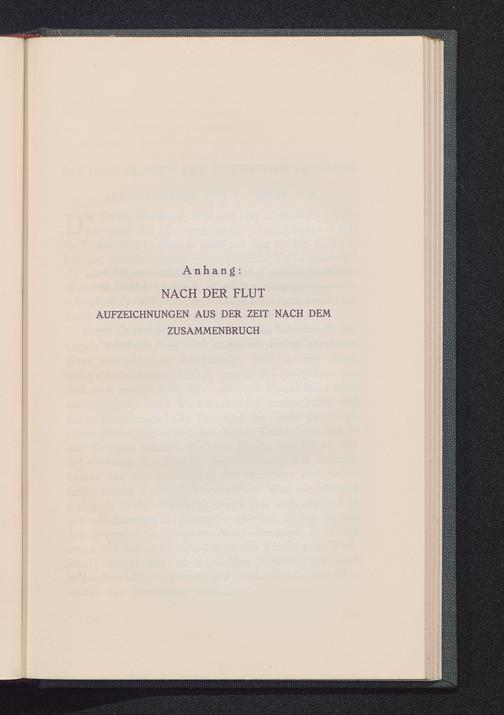 Anhang:
NACH DER FLUT
AUFZEICHNUNGEN AUS DER ZEIT NACH DEM
ZUSAMMENBRUCH